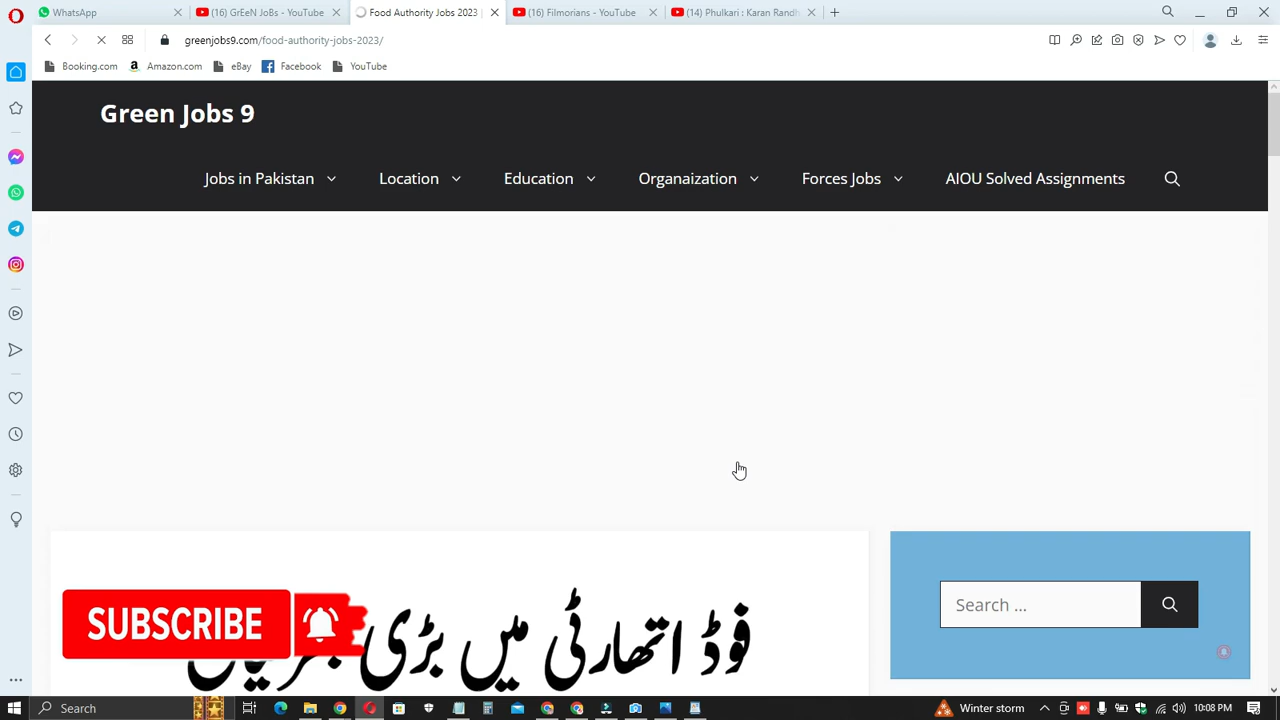 WhatsApp
(16) GrEeN JoBs - YouTube
Food Authority Jobs 2023
(16) Filmorians - YouTube
(14) Phulkari : Karan Randh
greenjobs9.com/food-authority-jobs-2023/
Booking.com
Amazon.com
eBay
Facebook
YouTube
Green Jobs 9
Jobs in Pakistan
Location
Education
Organaization
Forces Jobs
AIOU Solved Assignments
Search ...
فوڈ اتھارٹی میں بڑی
SUBSCRIBE
Search
Winter storm
10:08 PM